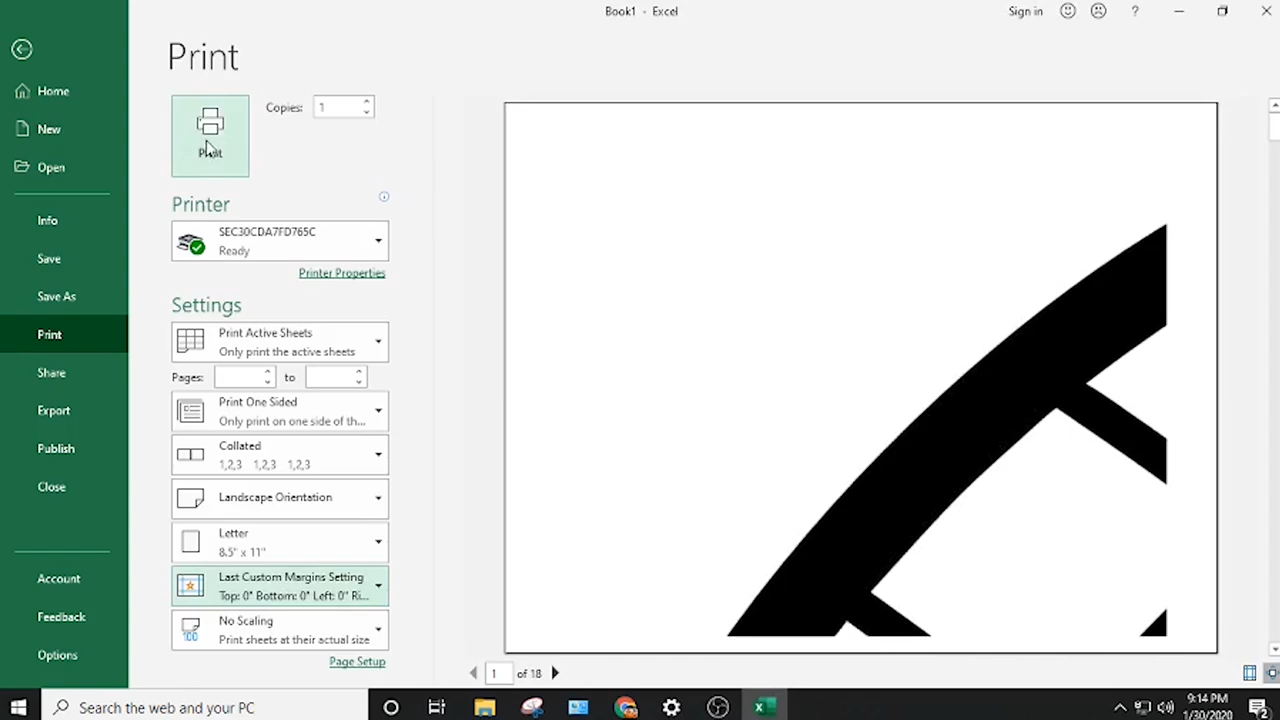 Book1 - Excel
Sign in
?
Home
New
Open
Info
Save
Save As
Print
Share
Export
Publish
Close
Account
Feedback
Options
Print
Print
Copies: 1
Printer
SEC30CDA7FD765C
Ready
Printer Properties
Settings
Print Active Sheets
Only print the active sheets
Pages: to
Print One Sided
Only print on one side of th...
Collated
1,2,3 1,2,3 1,2,3
Landscape Orientation
Letter
8.5" x 11"
Last Custom Margins Setting
Top: 0" Bottom: 0" Left: 0" Ri...
No Scaling
100
Print sheets at their actual size
Page Setup
1 of 18
Search the web and your PC
9:14 PM
1/30/2020
2